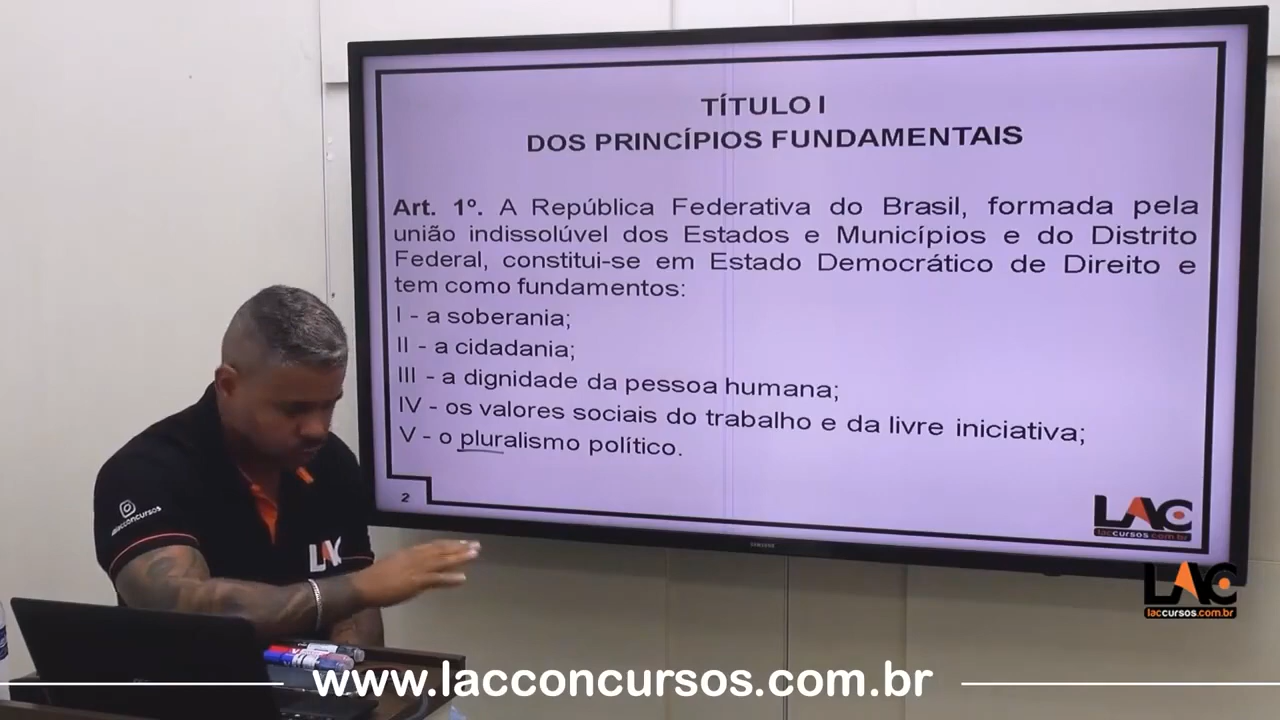 TÍTULO I
DOS PRINCÍPIOS FUNDAMENTAIS
Art. 1º. A República Federativa do Brasil, formada pela
união indissolúvel dos Estados e Municípios e do Distrito
Federal, constitui-se em Estado Democrático de Direito e
tem como fundamentos:
I - a soberania;
II - a cidadania;
III - a dignidade da pessoa humana;
IV - os valores sociais do trabalho e da livre iniciativa;
V - o pluralismo político.
2
LAC
laccursos.com.br
SAMSUNG
LAC
laccursos.com.br
@lacconcursos
LAC
www.lacconcursos.com.br